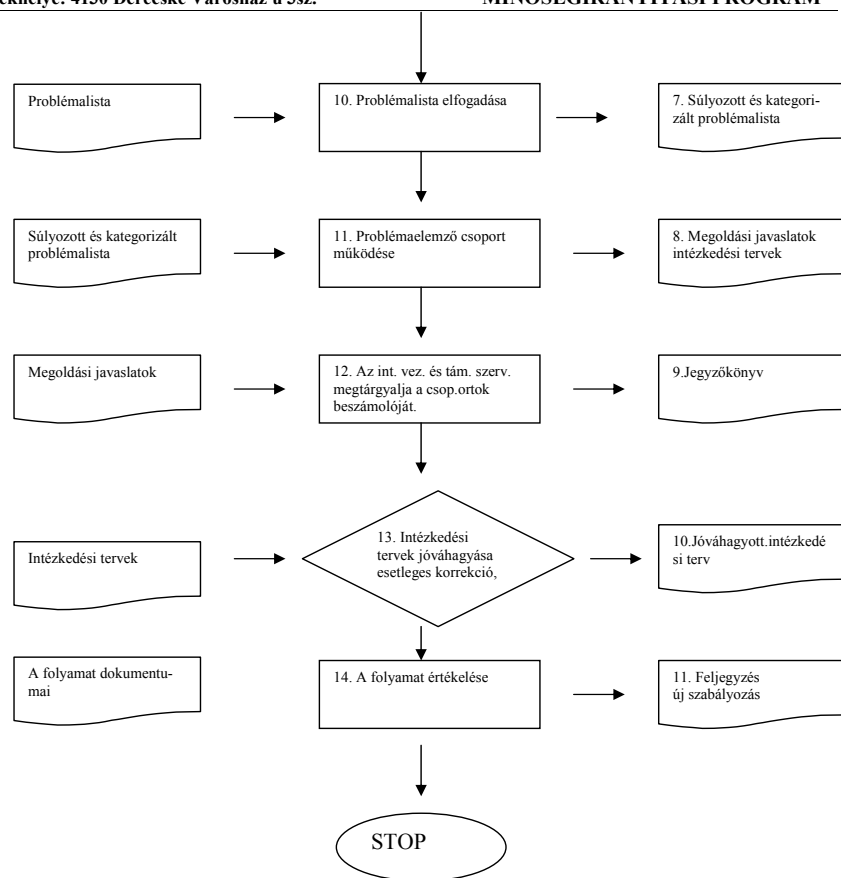 4130 Derecske Városház u 5sz.
MINŐSÉGIRÁNYÍTÁSI PROGRAM
Problémalista
10. Problémalista elfogadása
7. Súlyozott és kategori-
zált problémalista
Súlyozott és kategorizált
problémalista
11. Problémaelemző csoport
működése
8. Megoldási javaslatok
intézkedési tervek
Megoldási javaslatok
12. Az int. vez. és tám. szerv.
megtárgyalja a csop.ortok
beszámolóját.
9.Jegyzőkönyv
Intézkedési tervek
13. Intézkedési
tervek jóváhagyása
esetleges korrekció,
10.Jóváhagyott.intézkedé
si terv
A folyamat dokumentu-
mai
14. A folyamat értékelése
11. Feljegyzés
új szabályozás
STOP